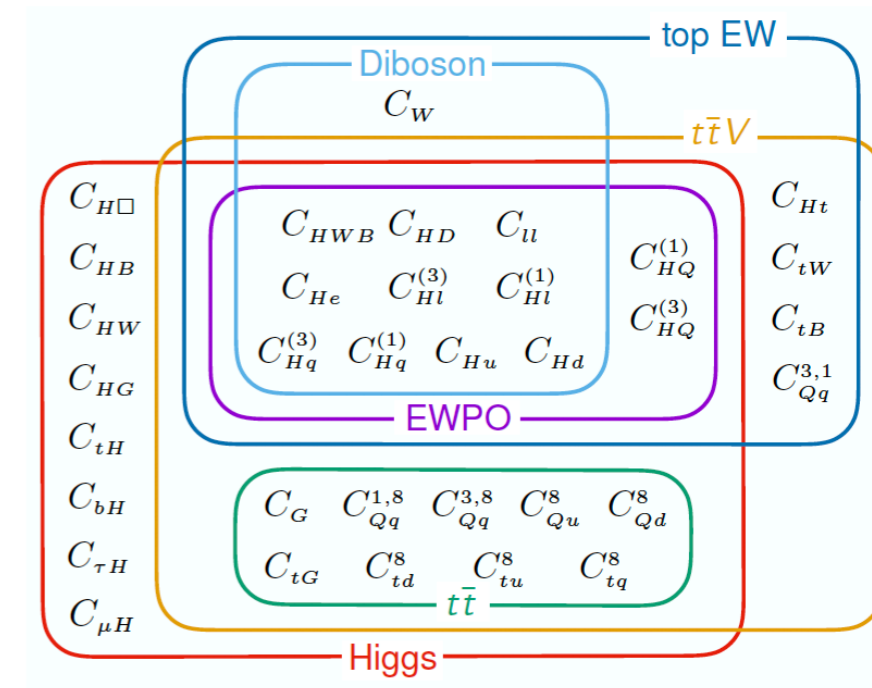 top EW
Diboson
C_W
tt̄V
C_{H□}
C_{HB}
C_{HW}
C_{HG}
C_{tH}
C_{bH}
C_{τH}
C_{μH}
C_{HWB} C_{HD} C_{ll}
C_{He} C_{Hl}^{(3)} C_{Hl}^{(1)}
C_{Hq}^{(3)} C_{Hq}^{(1)} C_{Hu} C_{Hd}
C_{HQ}^{(1)}
C_{HQ}^{(3)}
EWPO
C_{Ht}
C_{tW}
C_{tB}
C_{Qq}^{3,1}
C_G C_{Qq}^{1,8} C_{Qq}^{3,8} C_{Qu}^{8} C_{Qd}^{8}
C_{tG} C_{td}^{8} C_{tu}^{8} C_{tq}^{8}
tt̄
Higgs